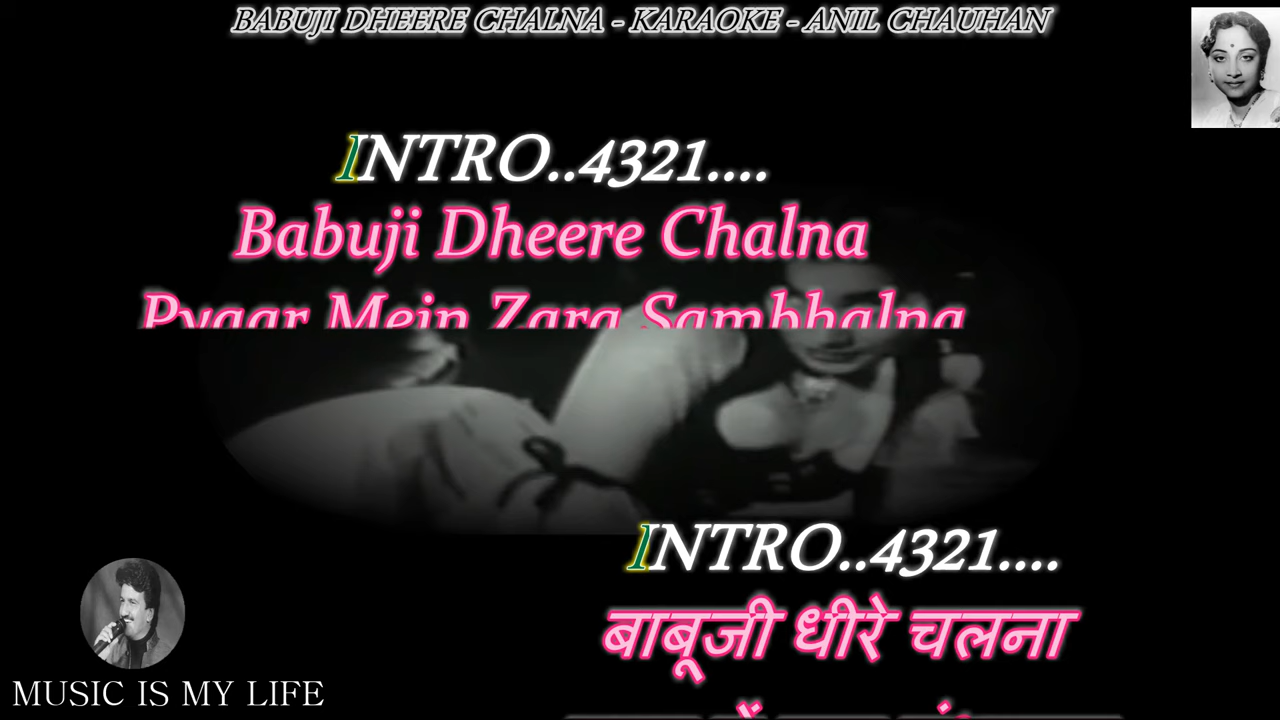 BABUJI DHEERE CHALNA - KARAOKE - ANIL CHAUHAN
INTRO..4321....
Babuji Dheere Chalna
Pyaar Mein Zara Sambhalna
INTRO..4321....
बाबूजी धीरे चलना
MUSIC IS MY LIFE